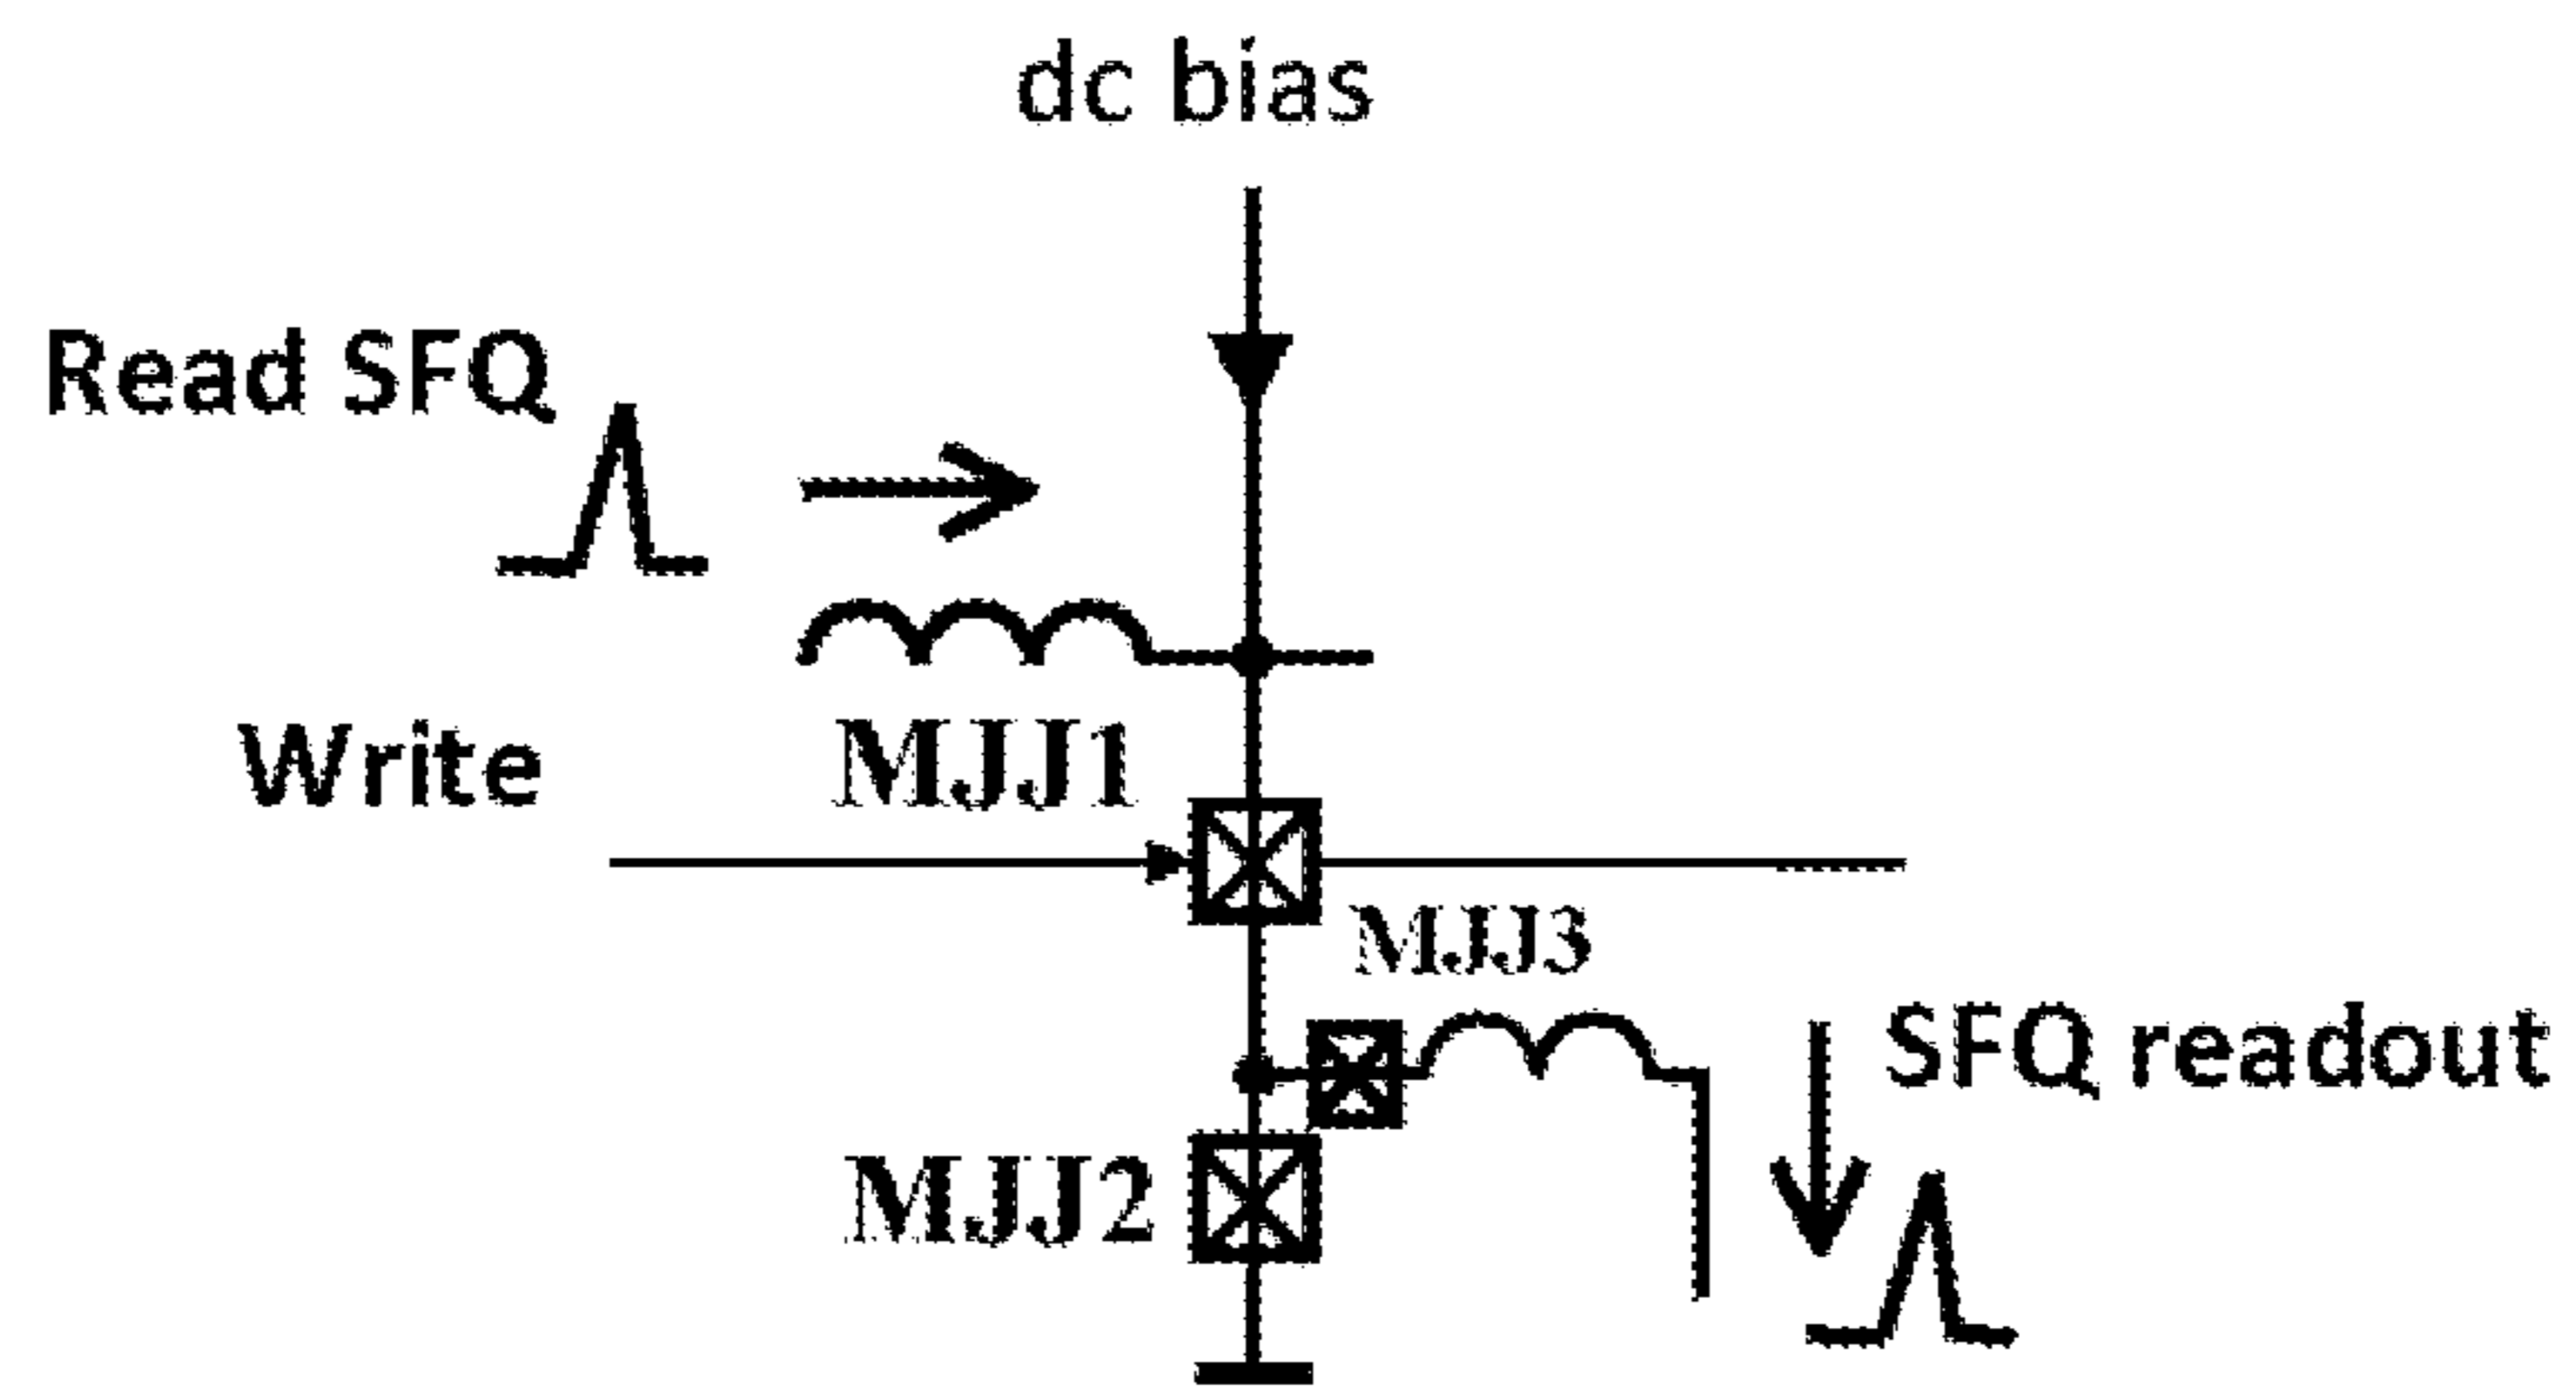 dc bias
Read SFQ
Write
MJJ1
MJJ3
SFQ readout
MJJ2